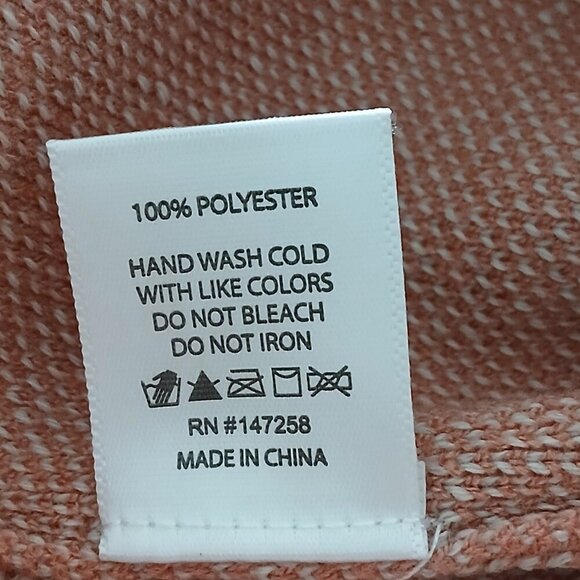 100% POLYESTER
HAND WASH COLD
WITH LIKE COLORS
DO NOT BLEACH
DO NOT IRON
RN #147258
MADE IN CHINA